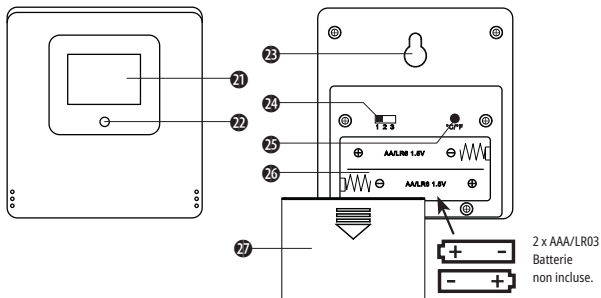 21
22
23
24
1 2 3
25
°C/°F
26
⊕ AA/LR6 1.5V ⊖
⊖ AA/LR6 1.5V ⊕
27
+ -
- +
2 x AAA/LR03
Batterie
non incluse.